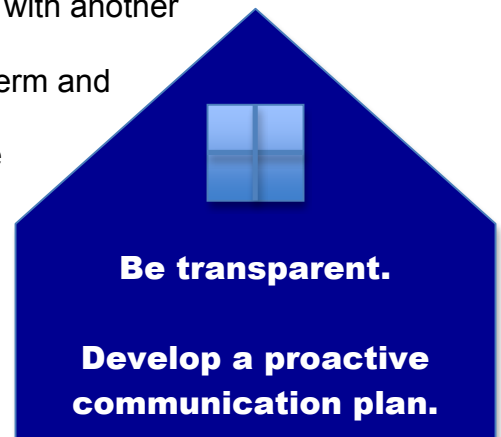 with another
erm and
Be transparent.
Develop a proactive
communication plan.